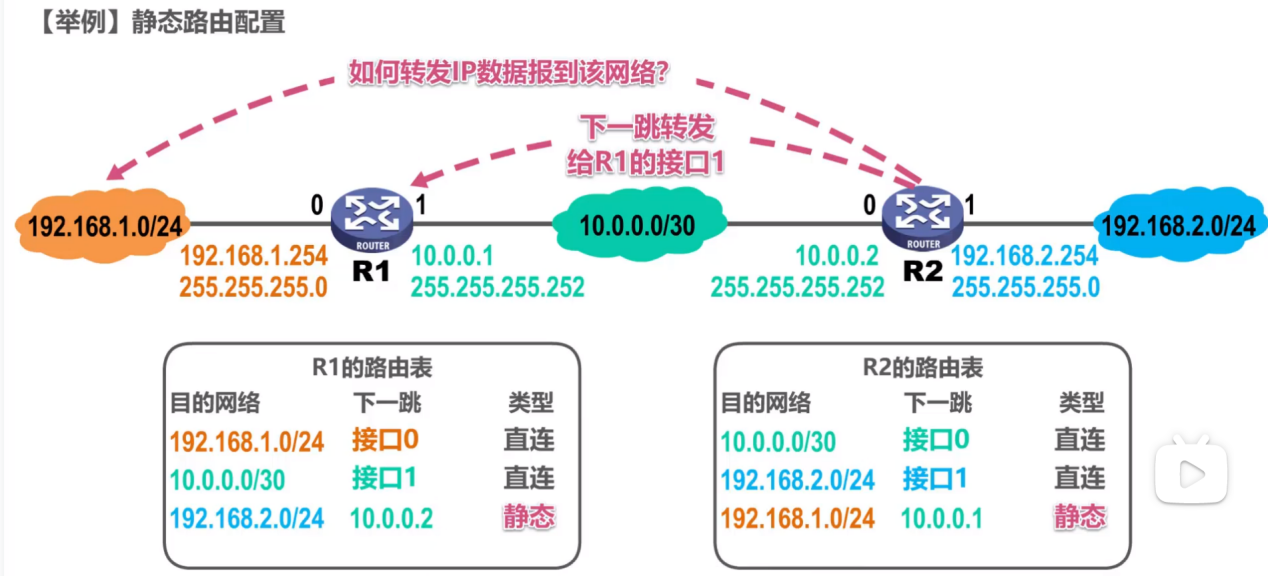 【举例】静态路由配置
如何转发IP数据报到该网络？
下一跳转发
给R1的接口1
0 1 0 1
192.168.1.0/24 10.0.0.0/30 192.168.2.0/24
ROUTER ROUTER
192.168.1.254 R1 10.0.0.1 10.0.0.2 R2 192.168.2.254
255.255.255.0 255.255.255.252 255.255.255.252 255.255.255.0
R1的路由表
目的网络 下一跳 类型
192.168.1.0/24 接口0 直连
10.0.0.0/30 接口1 直连
192.168.2.0/24 10.0.0.2 静态
R2的路由表
目的网络 下一跳 类型
10.0.0.0/30 接口0 直连
192.168.2.0/24 接口1 直连
192.168.1.0/24 10.0.0.1 静态